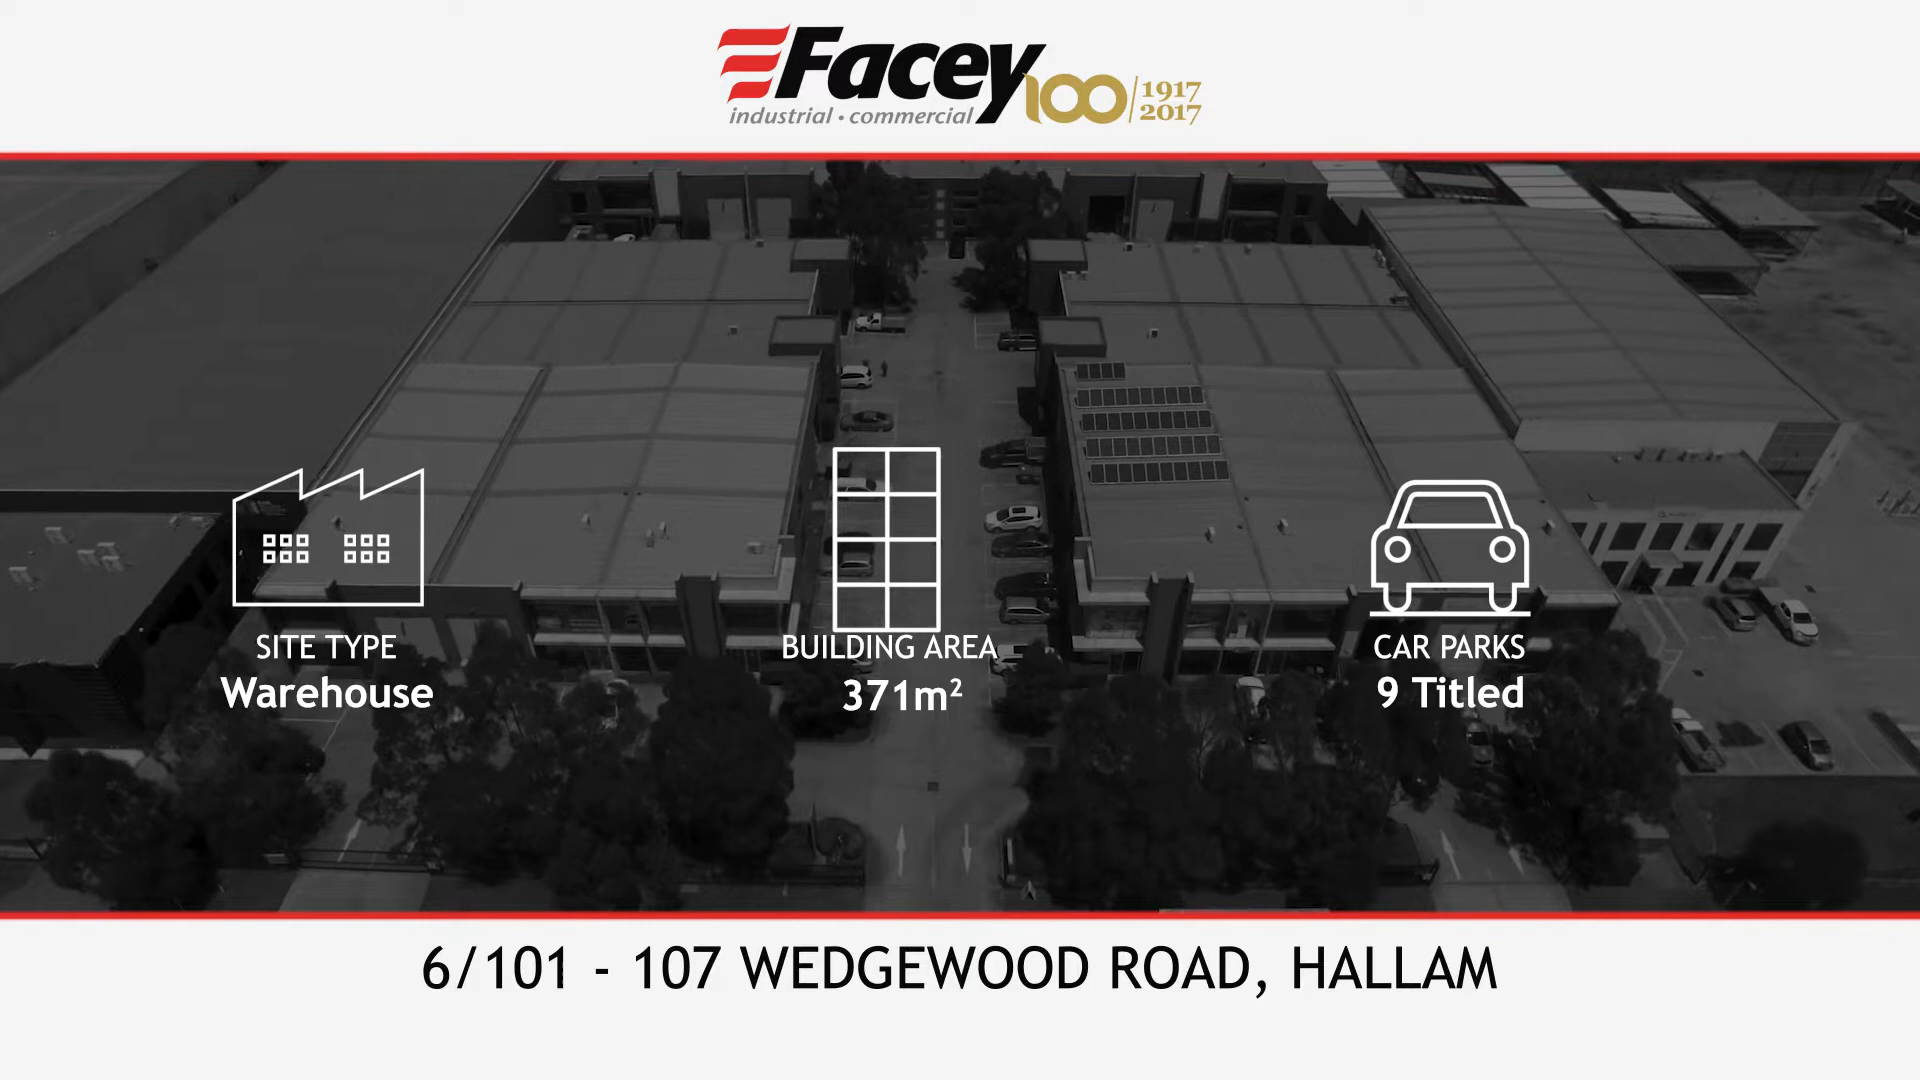 Facey
industrial • commercial
100
1917
2017
SITE TYPE
Warehouse
BUILDING AREA
371m²
CAR PARKS
9 Titled
6/101 - 107 WEDGEWOOD ROAD, HALLAM